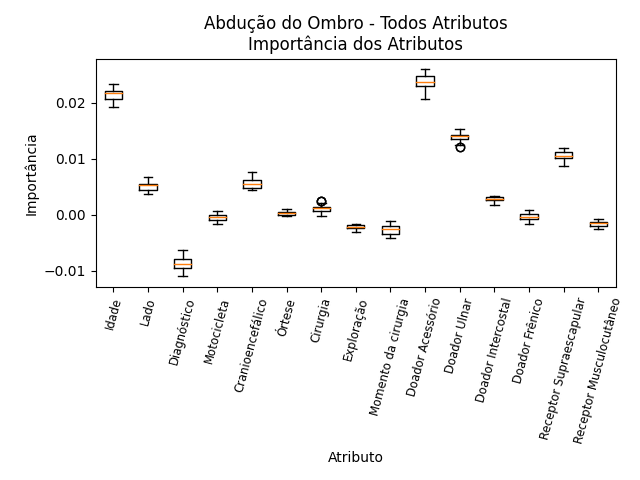 Abdução do Ombro - Todos Atributos
Importância dos Atributos
Importância
0.02
0.01
0.00
−0.01
Idade
Lado
Diagnóstico
Motocicleta
Cranioencefálico
Órtese
Cirurgia
Exploração
Momento da cirurgia
Doador Acessório
Doador Ulnar
Doador Intercostal
Doador Frênico
Receptor Supraescapular
Receptor Musculocutâneo
Atributo